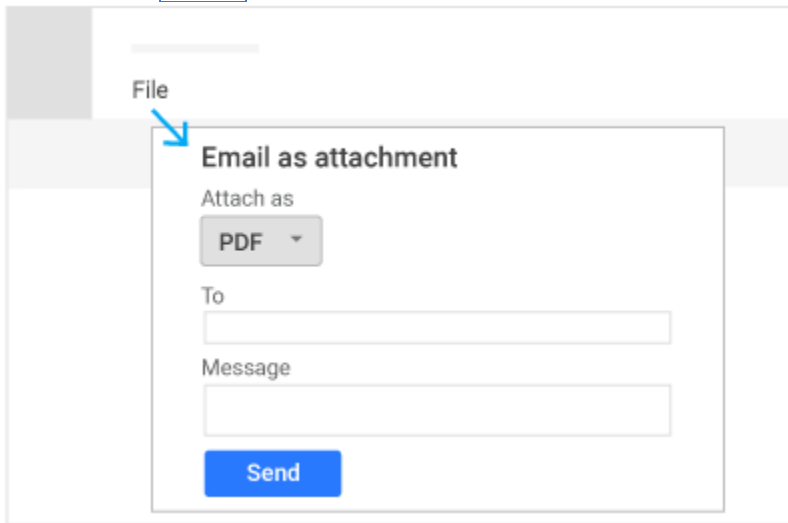 File
Email as attachment
Attach as
PDF
To
Message
Send